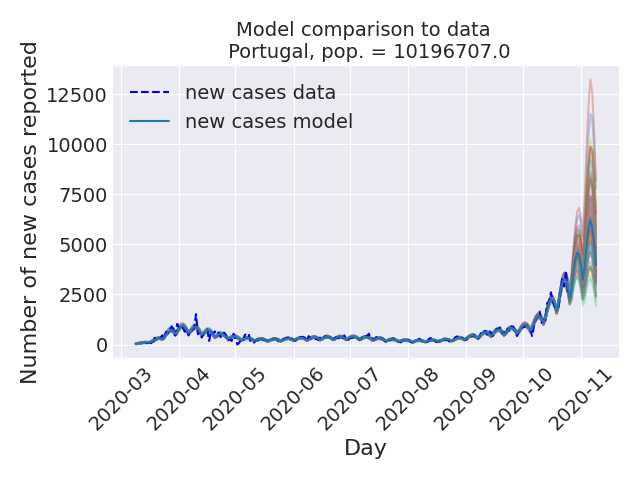 Model comparison to data
Portugal, pop. = 10196707.0
Number of new cases reported
12500
10000
7500
5000
2500
0
new cases data
new cases model
2020-03
2020-04
2020-05
2020-06
2020-07
2020-08
2020-09
2020-10
2020-11
Day